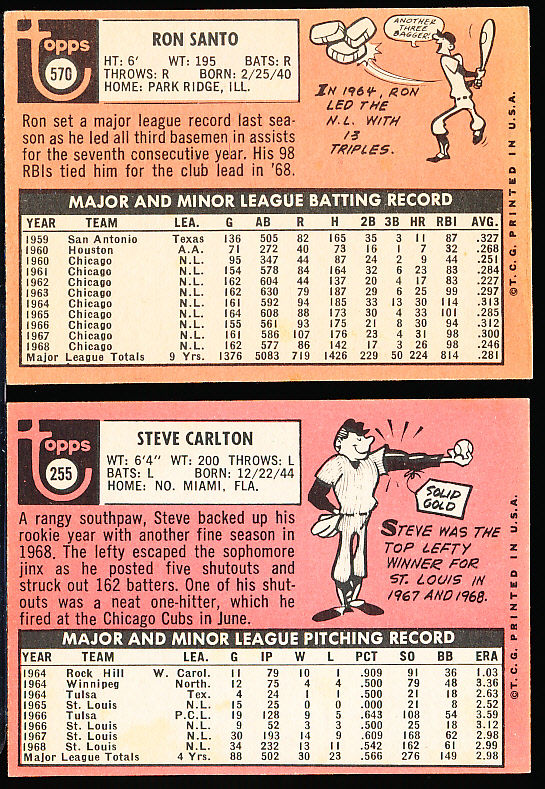 topps
570
RON SANTO
HT: 6' WT: 195 BATS: R
THROWS: R BORN: 2/25/40
HOME: PARK RIDGE, ILL.
Ron set a major league record last sea-
son as he led all third basemen in assists
for the seventh consecutive year. His 98
RBIs tied him for the club lead in '68.
ANOTHER
THREE
BAGGER!
IN 1964, RON
LED THE
N.L. WITH
13
TRIPLES.
MAJOR AND MINOR LEAGUE BATTING RECORD
YEAR TEAM LEA. G AB R H 2B 3B HR RBI AVG.
1959 San Antonio Texas 136 505 82 165 35 3 11 87 .327
1960 Houston A.A. 71 272 40 73 16 1 7 32 .268
1960 Chicago N.L. 95 347 44 87 24 2 9 44 .251
1961 Chicago N.L. 154 578 84 164 32 6 23 83 .284
1962 Chicago N.L. 162 604 44 137 20 4 17 83 .227
1963 Chicago N.L. 162 630 79 187 29 6 25 99 .297
1964 Chicago N.L. 161 592 94 185 33 13 30 114 .313
1965 Chicago N.L. 164 608 88 173 30 4 33 101 .285
1966 Chicago N.L. 155 561 93 175 21 8 30 94 .312
1967 Chicago N.L. 161 586 107 176 23 4 31 98 .300
1968 Chicago N.L. 162 577 86 142 17 3 26 98 .246
Major League Totals 9 Yrs. 1376 5083 719 1426 229 50 224 814 .281
© T.C.G. PRINTED IN U.S.A.
topps
255
STEVE CARLTON
WT: 6'4" WT: 200 THROWS: L
BATS: L BORN: 12/22/44
HOME: NO. MIAMI, FLA.
A rangy southpaw, Steve backed up his
rookie year with another fine season in
1968. The lefty escaped the sophomore
jinx as he posted five shutouts and
struck out 162 batters. One of his shut-
outs was a neat one-hitter, which he
fired at the Chicago Cubs in June.
SOLID
GOLD
STEVE WAS THE
TOP LEFTY
WINNER FOR
ST. LOUIS IN
1967 AND 1968.
MAJOR AND MINOR LEAGUE PITCHING RECORD
YEAR TEAM LEA. G IP W L PCT SO BB ERA
1964 Rock Hill W. Carol. 11 79 10 1 .909 91 36 1.03
1964 Winnipeg North. 12 75 4 4 .500 79 48 3.36
1964 Tulsa Tex. 4 24 1 1 .500 21 18 2.63
1965 St. Louis N.L. 15 25 0 0 .000 21 8 2.52
1966 Tulsa P.C.L. 19 128 9 5 .643 108 54 3.59
1966 St. Louis N.L. 9 52 3 3 .500 25 18 3.12
1967 St. Louis N.L. 30 193 14 9 .609 168 62 2.98
1968 St. Louis N.L. 34 232 13 11 .542 162 61 2.99
Major League Totals 4 Yrs. 88 502 30 23 .566 276 149 2.98
© T.C.G. PRINTED IN U.S.A.